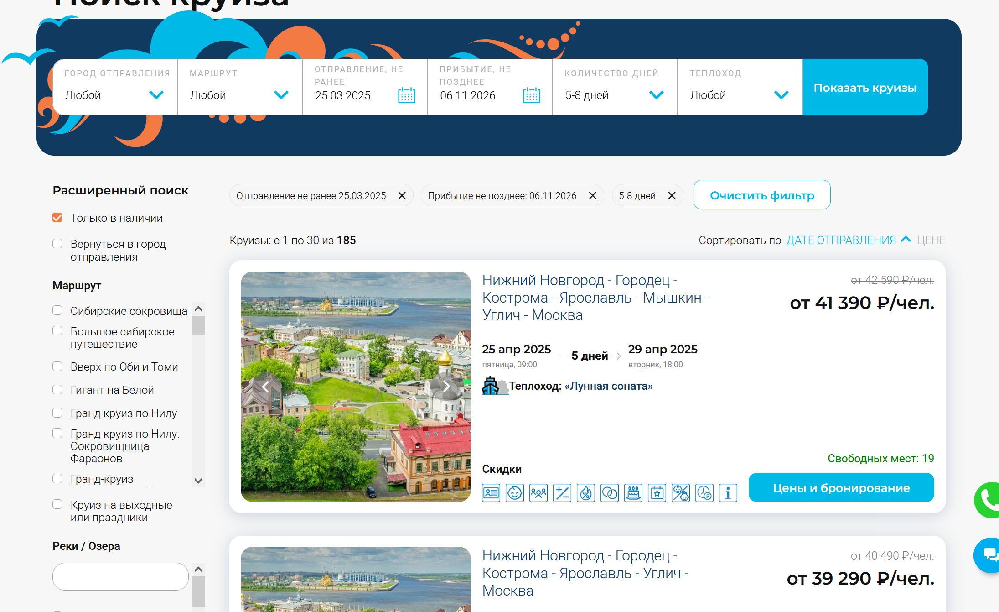 Поиск круиза
ГОРОД ОТПРАВЛЕНИЯ
Любой
МАРШРУТ
Любой
ОТПРАВЛЕНИЕ, НЕ
РАНЕЕ
25.03.2025
ПРИБЫТИЕ, НЕ
ПОЗДНЕЕ
06.11.2026
КОЛИЧЕСТВО ДНЕЙ
5-8 дней
ТЕПЛОХОД
Любой
Показать круизы
Расширенный поиск
Только в наличии
Вернуться в город
отправления
Маршрут
Сибирские сокровища
Большое сибирское
путешествие
Вверх по Оби и Томи
Гигант на Белой
Гранд круиз по Нилу
Гранд круиз по Нилу.
Сокровищница
Фараонов
Гранд-круиз
Круиз на выходные
или праздники
Реки / Озера
Отправление не ранее 25.03.2025
Прибытие не позднее: 06.11.2026
5-8 дней
Очистить фильтр
Круизы: с 1 по 30 из 185
Сортировать по ДАТЕ ОТПРАВЛЕНИЯ ЦЕНЕ
Нижний Новгород - Городец -
Кострома - Ярославль - Мышкин -
Углич - Москва
от 42 590 ₽/чел.
от 41 390 ₽/чел.
25 апр 2025
пятница, 09:00
5 дней
29 апр 2025
вторник, 18:00
Теплоход: «Лунная соната»
Скидки
Свободных мест: 19
Цены и бронирование
Нижний Новгород - Городец -
Кострома - Ярославль - Углич -
Москва
от 40 490 ₽/чел.
от 39 290 ₽/чел.